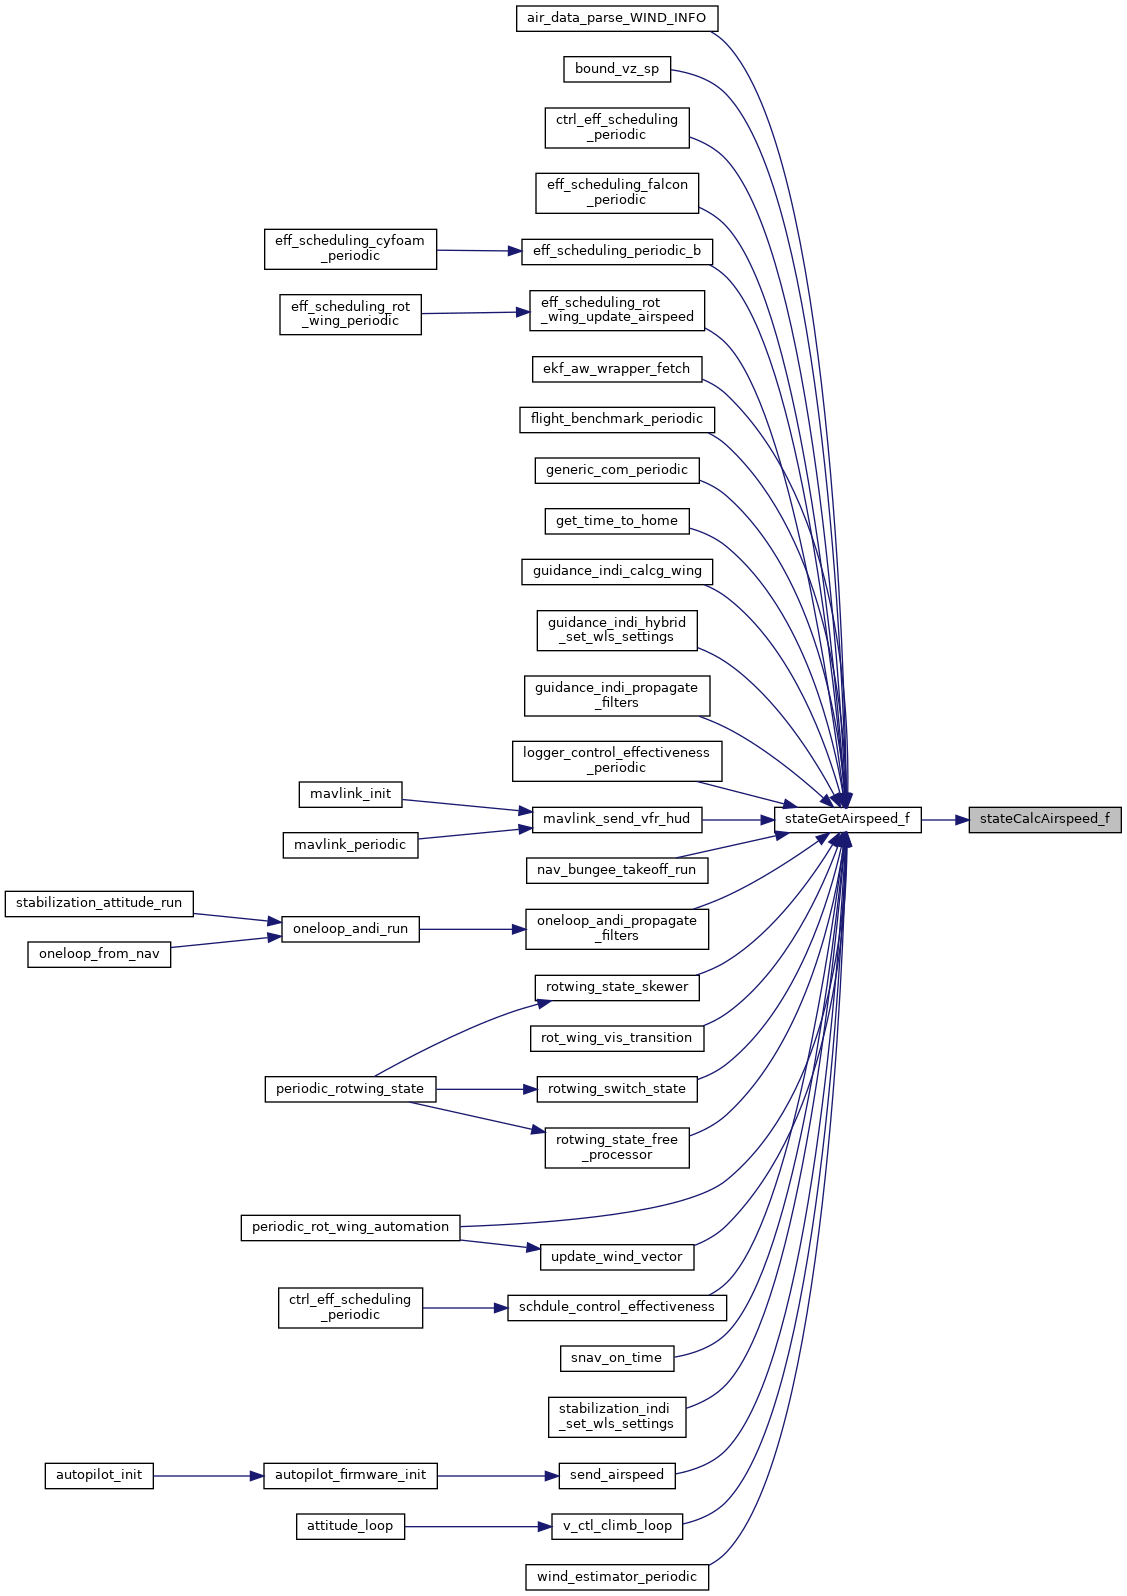 air_data_parse_WIND_INFO
bound_vz_sp
ctrl_eff_scheduling
_periodic
eff_scheduling_falcon
_periodic
eff_scheduling_cyfoam
_periodic
eff_scheduling_periodic_b
eff_scheduling_rot
_wing_periodic
eff_scheduling_rot
_wing_update_airspeed
ekf_aw_wrapper_fetch
flight_benchmark_periodic
generic_com_periodic
get_time_to_home
guidance_indi_calcg_wing
guidance_indi_hybrid
_set_wls_settings
guidance_indi_propagate
_filters
logger_control_effectiveness
_periodic
mavlink_init
mavlink_periodic
mavlink_send_vfr_hud
stateGetAirspeed_f
stateCalcAirspeed_f
nav_bungee_takeoff_run
stabilization_attitude_run
oneloop_from_nav
oneloop_andi_run
oneloop_andi_propagate
_filters
rotwing_state_skewer
rot_wing_vis_transition
periodic_rotwing_state
rotwing_switch_state
rotwing_state_free
_processor
periodic_rot_wing_automation
update_wind_vector
ctrl_eff_scheduling
_periodic
schdule_control_effectiveness
snav_on_time
stabilization_indi
_set_wls_settings
autopilot_init
autopilot_firmware_init
send_airspeed
attitude_loop
v_ctl_climb_loop
wind_estimator_periodic